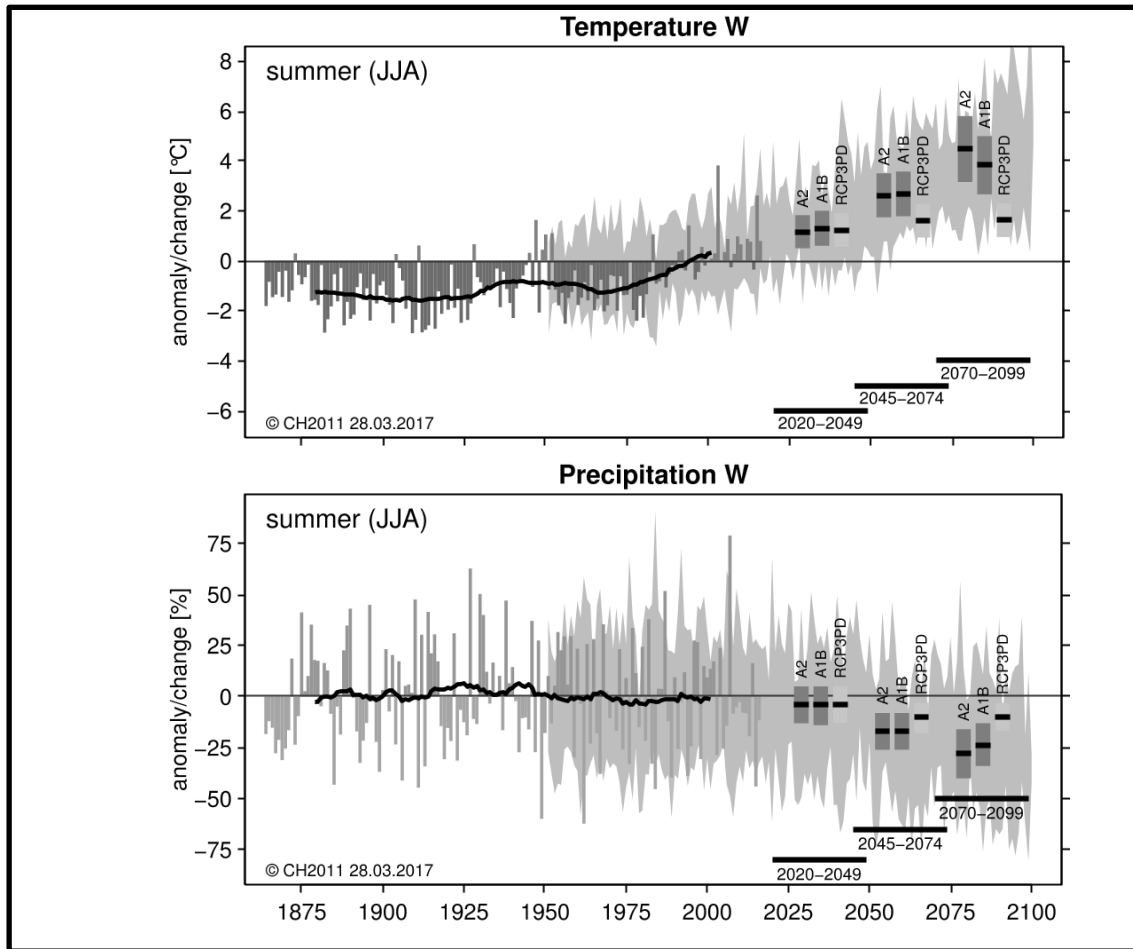 Temperature W
summer (JJA)
anomaly/change [°C]
8
6
4
2
0
−2
−4
−6
A2
A1B
RCP3PD
A2
A1B
RCP3PD
A2
A1B
RCP3PD
2070−2099
2045−2074
2020−2049
© CH2011 28.03.2017
Precipitation W
summer (JJA)
anomaly/change [%]
75
50
25
0
−25
−50
−75
A2
A1B
RCP3PD
A2
A1B
RCP3PD
A2
A1B
RCP3PD
2070−2099
2045−2074
2020−2049
© CH2011 28.03.2017
1875 1900 1925 1950 1975 2000 2025 2050 2075 2100